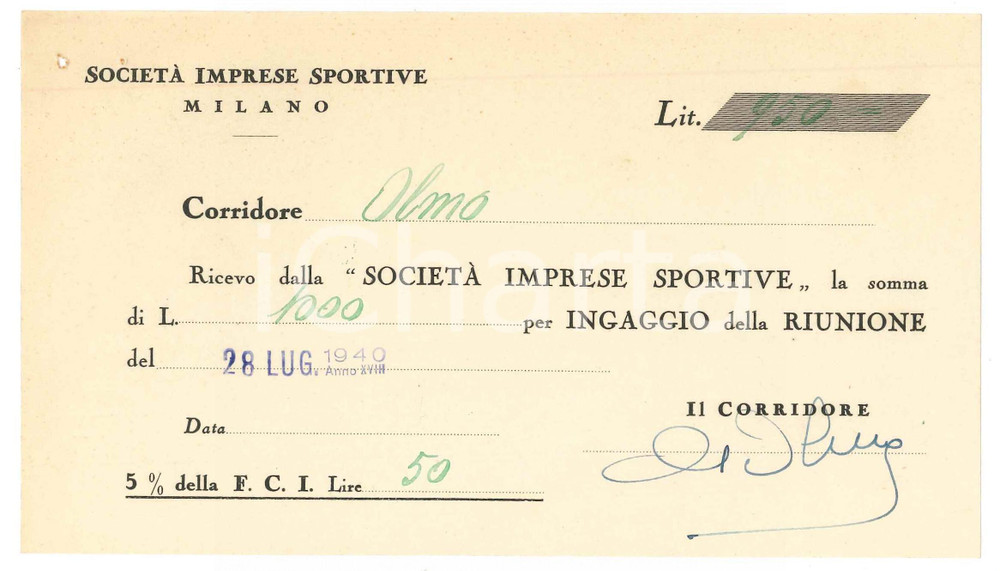 SOCIETÀ IMPRESE SPORTIVE
MILANO
Lit. 950 -
Corridore Olmo
Ricevo dalla “ SOCIETÀ IMPRESE SPORTIVE „ la somma
di L. 1000 per INGAGGIO della RIUNIONE
del 28 LUG. 1940 Anno XVIII
Data
Il CORRIDORE
5 % della F. C. I. Lire 50
iCharta